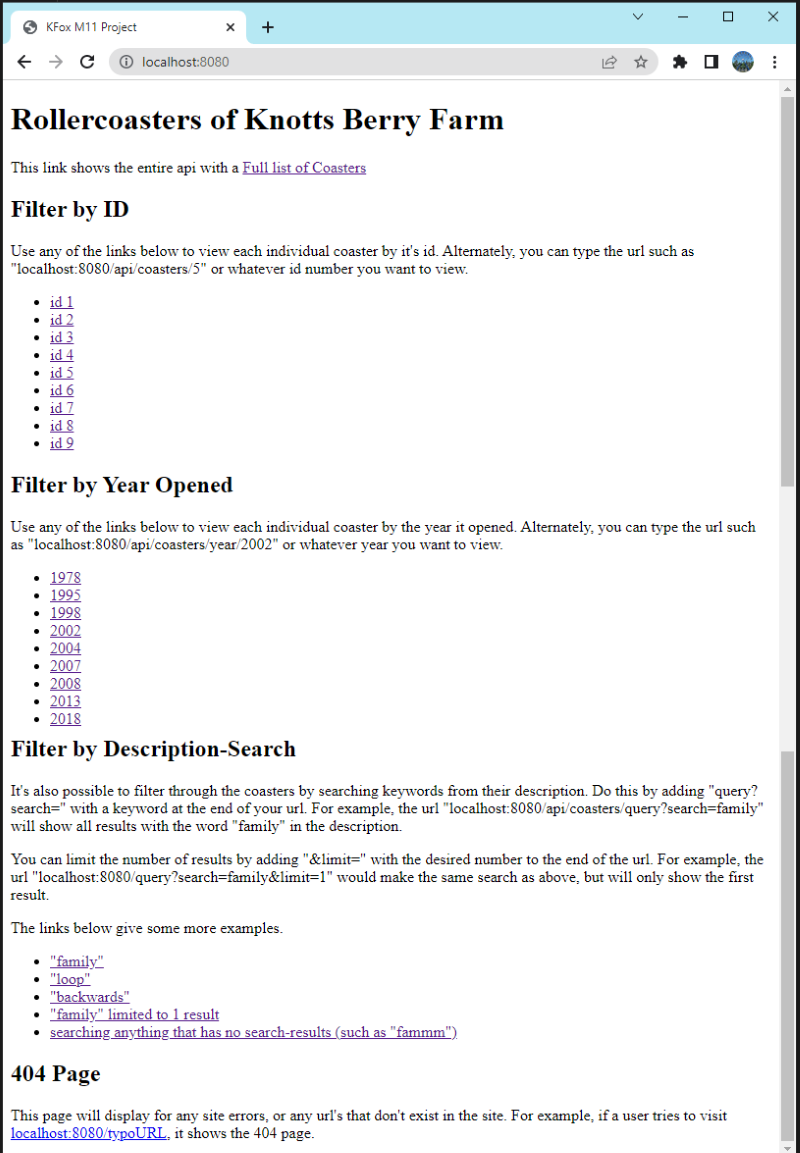 KFox M11 Project
localhost:8080
Rollercoasters of Knotts Berry Farm
This link shows the entire api with a Full list of Coasters
Filter by ID
Use any of the links below to view each individual coaster by it's id. Alternately, you can type the url such as
"localhost:8080/api/coasters/5" or whatever id number you want to view.
id 1
id 2
id 3
id 4
id 5
id 6
id 7
id 8
id 9
Filter by Year Opened
Use any of the links below to view each individual coaster by the year it opened. Alternately, you can type the url such
as "localhost:8080/api/coasters/year/2002" or whatever year you want to view.
1978
1995
1998
2002
2004
2007
2008
2013
2018
Filter by Description-Search
It's also possible to filter through the coasters by searching keywords from their description. Do this by adding "query?
search=" with a keyword at the end of your url. For example, the url "localhost:8080/api/coasters/query?search=family"
will show all results with the word "family" in the description.
You can limit the number of results by adding "&limit=" with the desired number to the end of the url. For example, the
url "localhost:8080/query?search=family&limit=1" would make the same search as above, but will only show the first
result.
The links below give some more examples.
"family"
"loop"
"backwards"
"family" limited to 1 result
searching anything that has no search-results (such as "fammm")
404 Page
This page will display for any site errors, or any url's that don't exist in the site. For example, if a user tries to visit
localhost:8080/typoURL, it shows the 404 page.